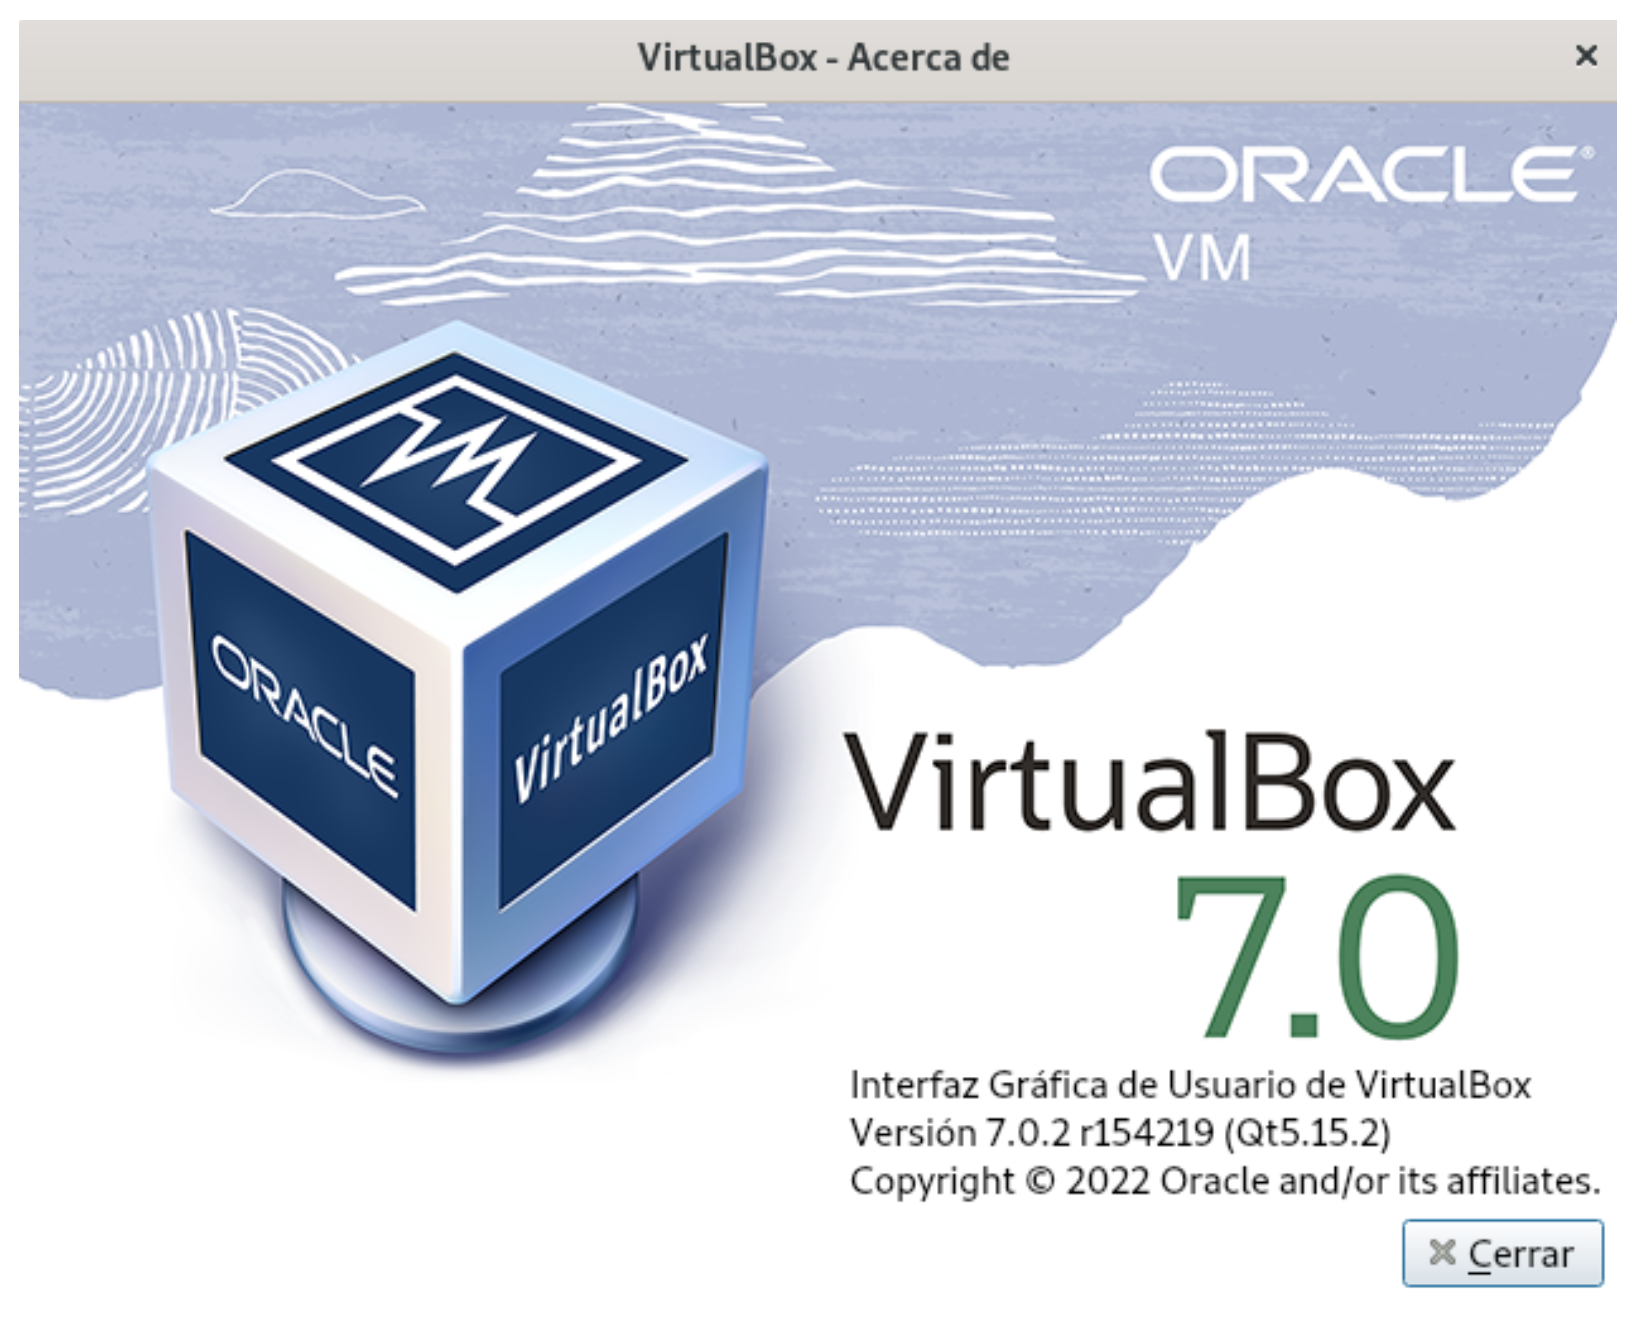 VirtualBox - Acerca de
ORACLE®
VM
ORACLE
VirtualBox
VirtualBox
7.0
Interfaz Gráfica de Usuario de VirtualBox
Versión 7.0.2 r154219 (Qt5.15.2)
Copyright © 2022 Oracle and/or its affiliates.
Cerrar